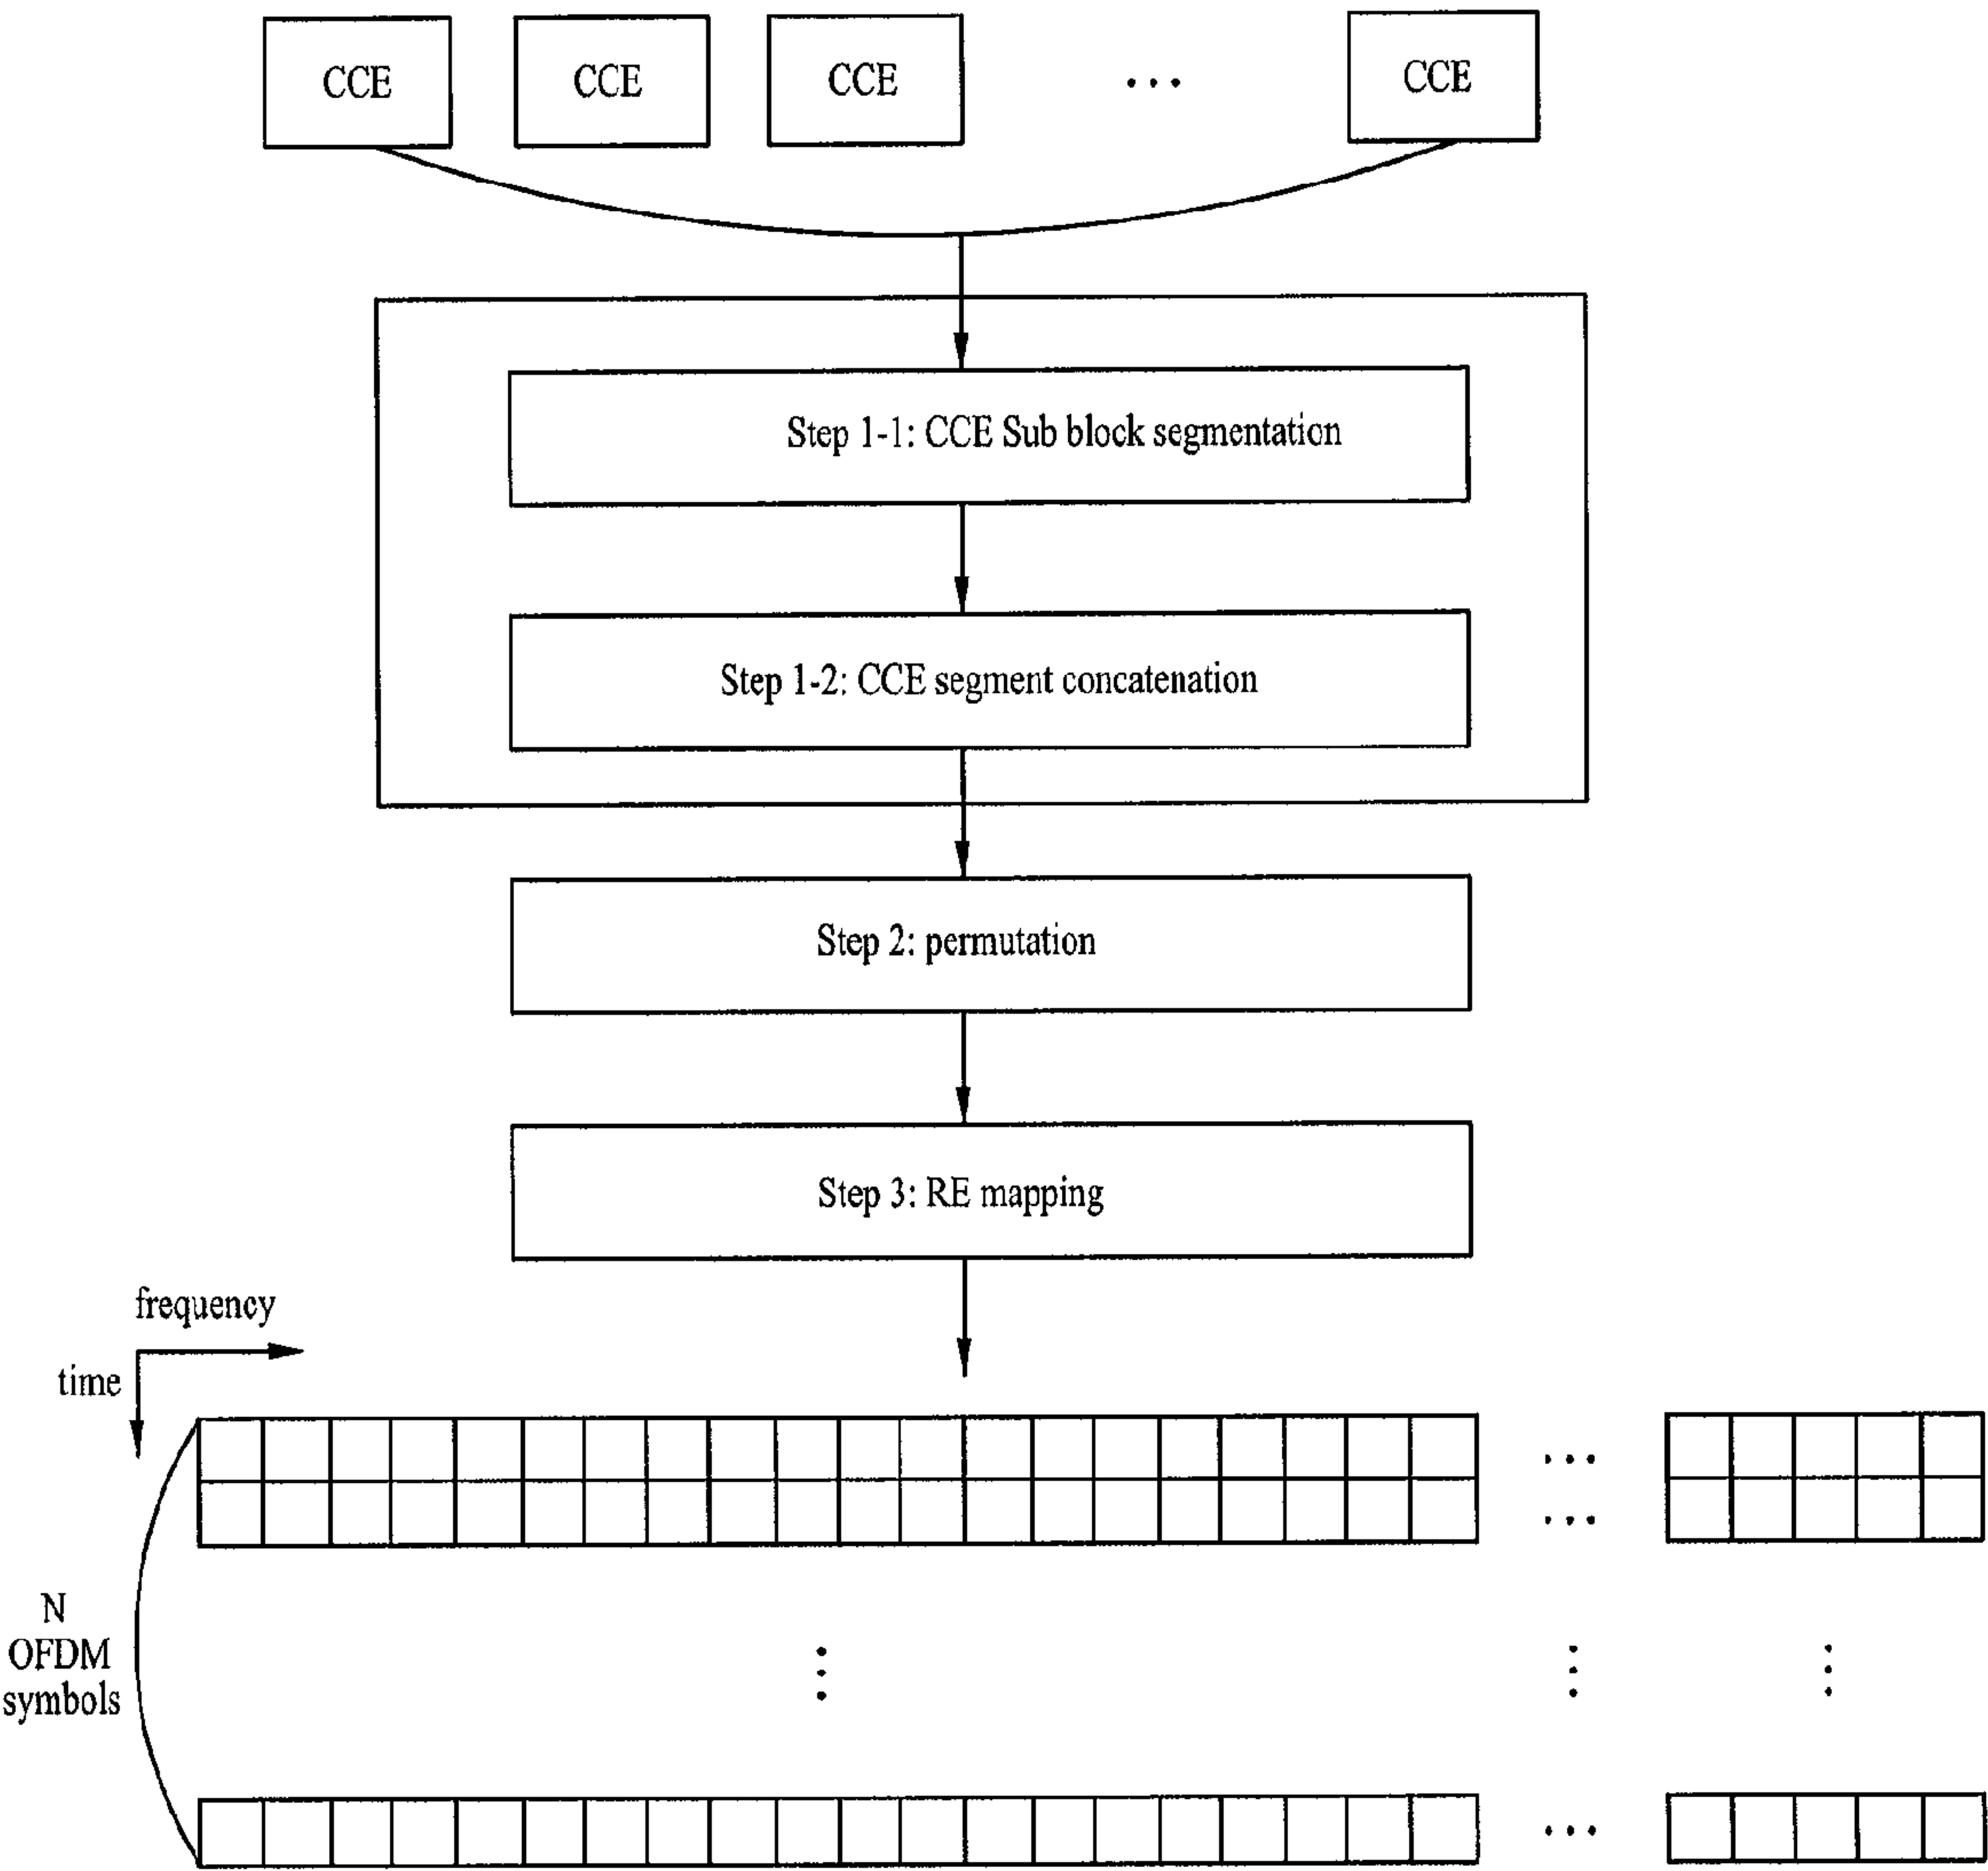 CCE CCE CCE ... CCE
Step 1-1: CCE Sub block segmentation
Step 1-2: CCE segment concatenation
Step 2: permutation
Step 3: RE mapping
frequency
time
...
...
N
OFDM
symbols
...